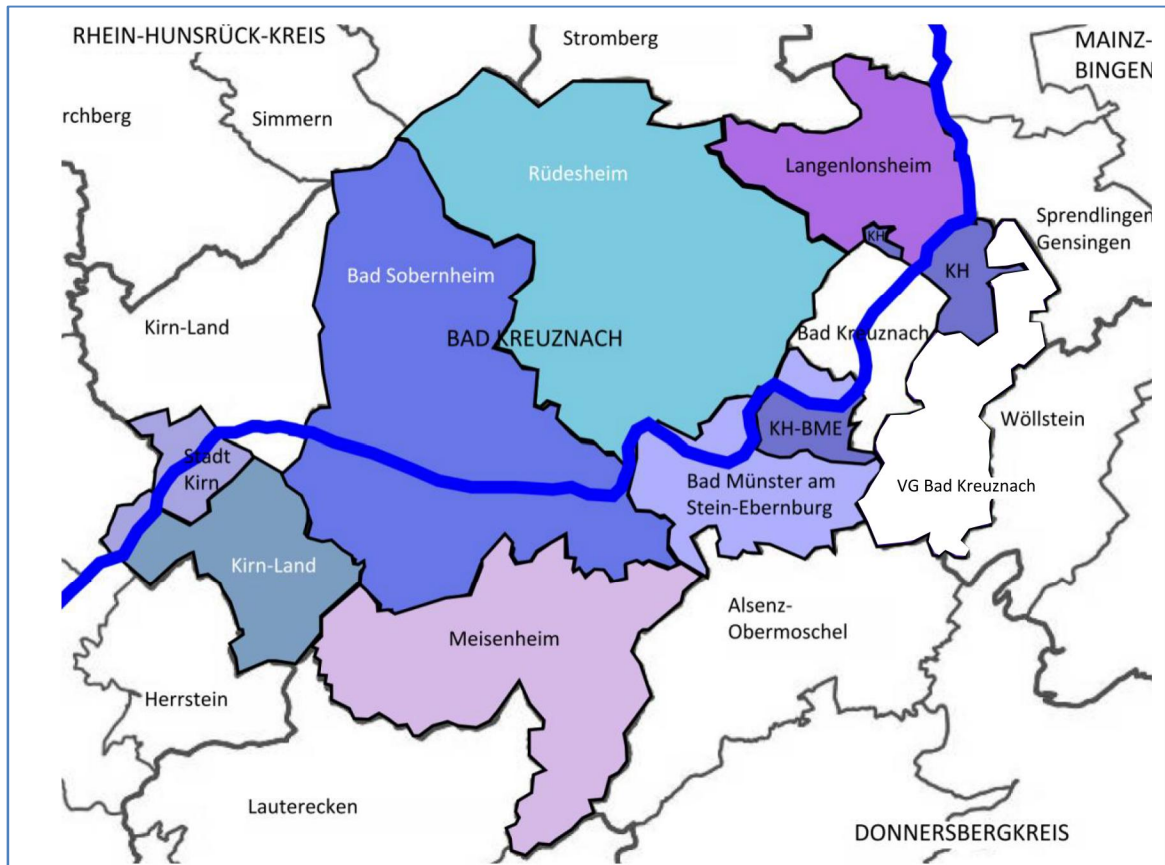 RHEIN-HUNSRÜCK-KREIS
Stromberg
MAINZ-
BINGEN
rchberg
Simmern
Rüdesheim
Langenlonsheim
Sprendlingen
Gensingen
KH
KH
Bad Sobernheim
Kirn-Land
BAD KREUZNACH
Bad Kreuznach
Wöllstein
KH-BME
Stadt
Kirn
Bad Münster am
Stein-Ebernburg
VG Bad Kreuznach
Kirn-Land
Alsenz-
Obermoschel
Meisenheim
Herrstein
Lauterecken
DONNERSBERGKREIS